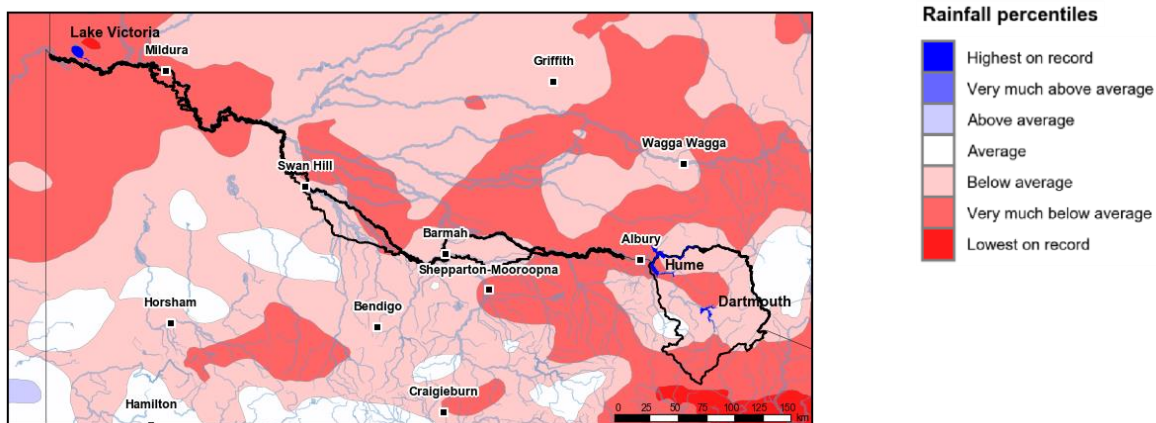 Lake Victoria
Mildura
Griffith
Wagga Wagga
Swan Hill
Barmah
Albury
Hume
Shepparton-Mooroopna
Dartmouth
Horsham
Bendigo
Craigieburn
Hamilton
0 25 50 75 100 125 150
km
Rainfall percentiles
Highest on record
Very much above average
Above average
Average
Below average
Very much below average
Lowest on record